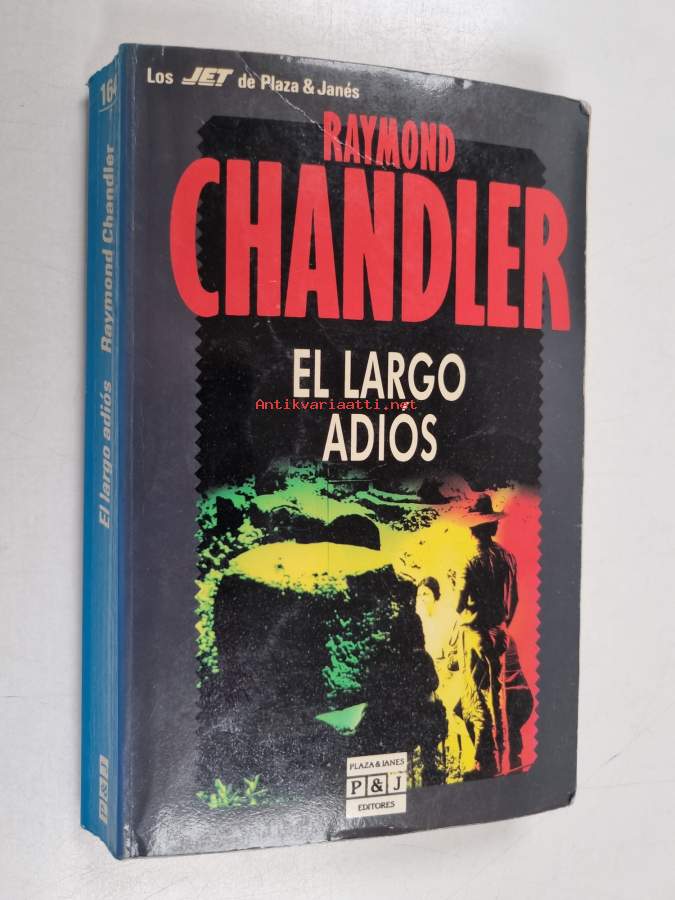 Los JET de Plaza & Janés
RAYMOND
CHANDLER
EL LARGO
ADIÓS
Antikvariaatti.net
PLAZA & JANES
P & J
EDITORES
164
El largo adiós Raymond Chandler
P & J